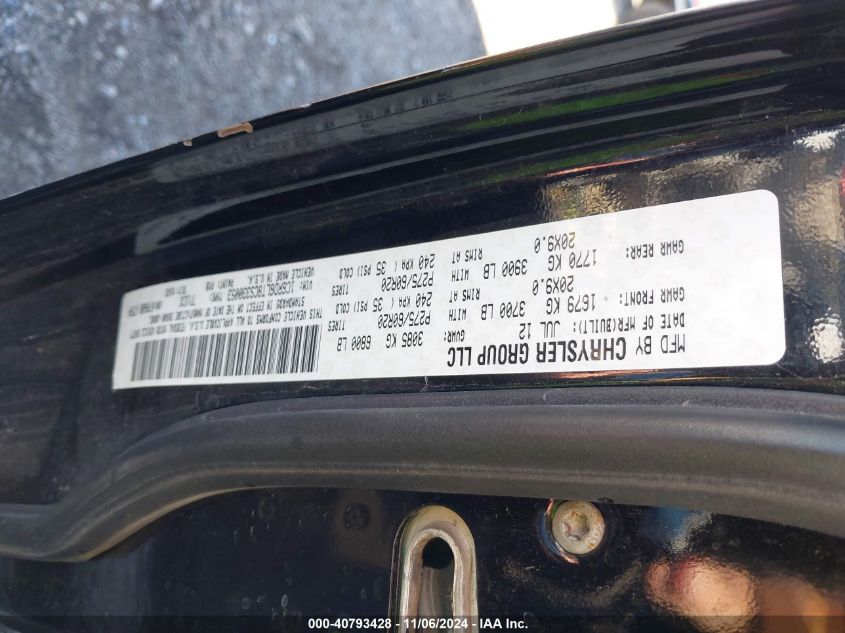 MFD BY CHRYSLER GROUP LLC
DATE OF MFR(BUILT): JUL 12 GVWR: 3085 KG 6800 LB
GAWR FRONT: 1679 KG 3700 LB WITH P275/60R20 TIRES
20X9.0 RIMS AT 240 KPA ( 35 PSI) COLD
GAWR REAR: 1770 KG 3900 LB WITH P275/60R20 TIRES
20X9.0 RIMS AT 240 KPA ( 35 PSI) COLD
THIS VEHICLE CONFORMS TO ALL APPLICABLE U.S.A. FEDERAL MOTOR VEHICLE SAFETY
STANDARDS IN EFFECT ON THE DATE OF MANUFACTURE SHOWN ABOVE.
TYPE: TRUCK
VEHICLE MADE IN U.S.A.
PAINT:
000-40793428 - 11/06/2024 - IAA Inc.